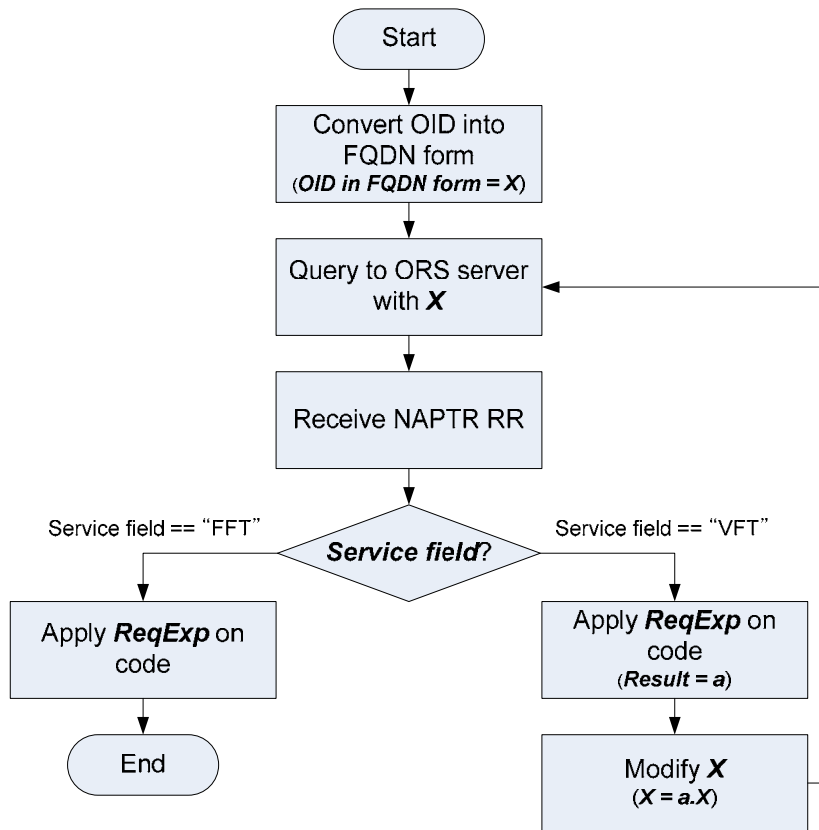 Start
Convert OID into
FQDN form
(OID in FQDN form = X)
Query to ORS server
with X
Receive NAPTR RR
Service field == “FFT”
Service field == “VFT”
Service field?
Apply ReqExp on
code
Apply ReqExp on
code
(Result = a)
End
Modify X
(X = a.X)